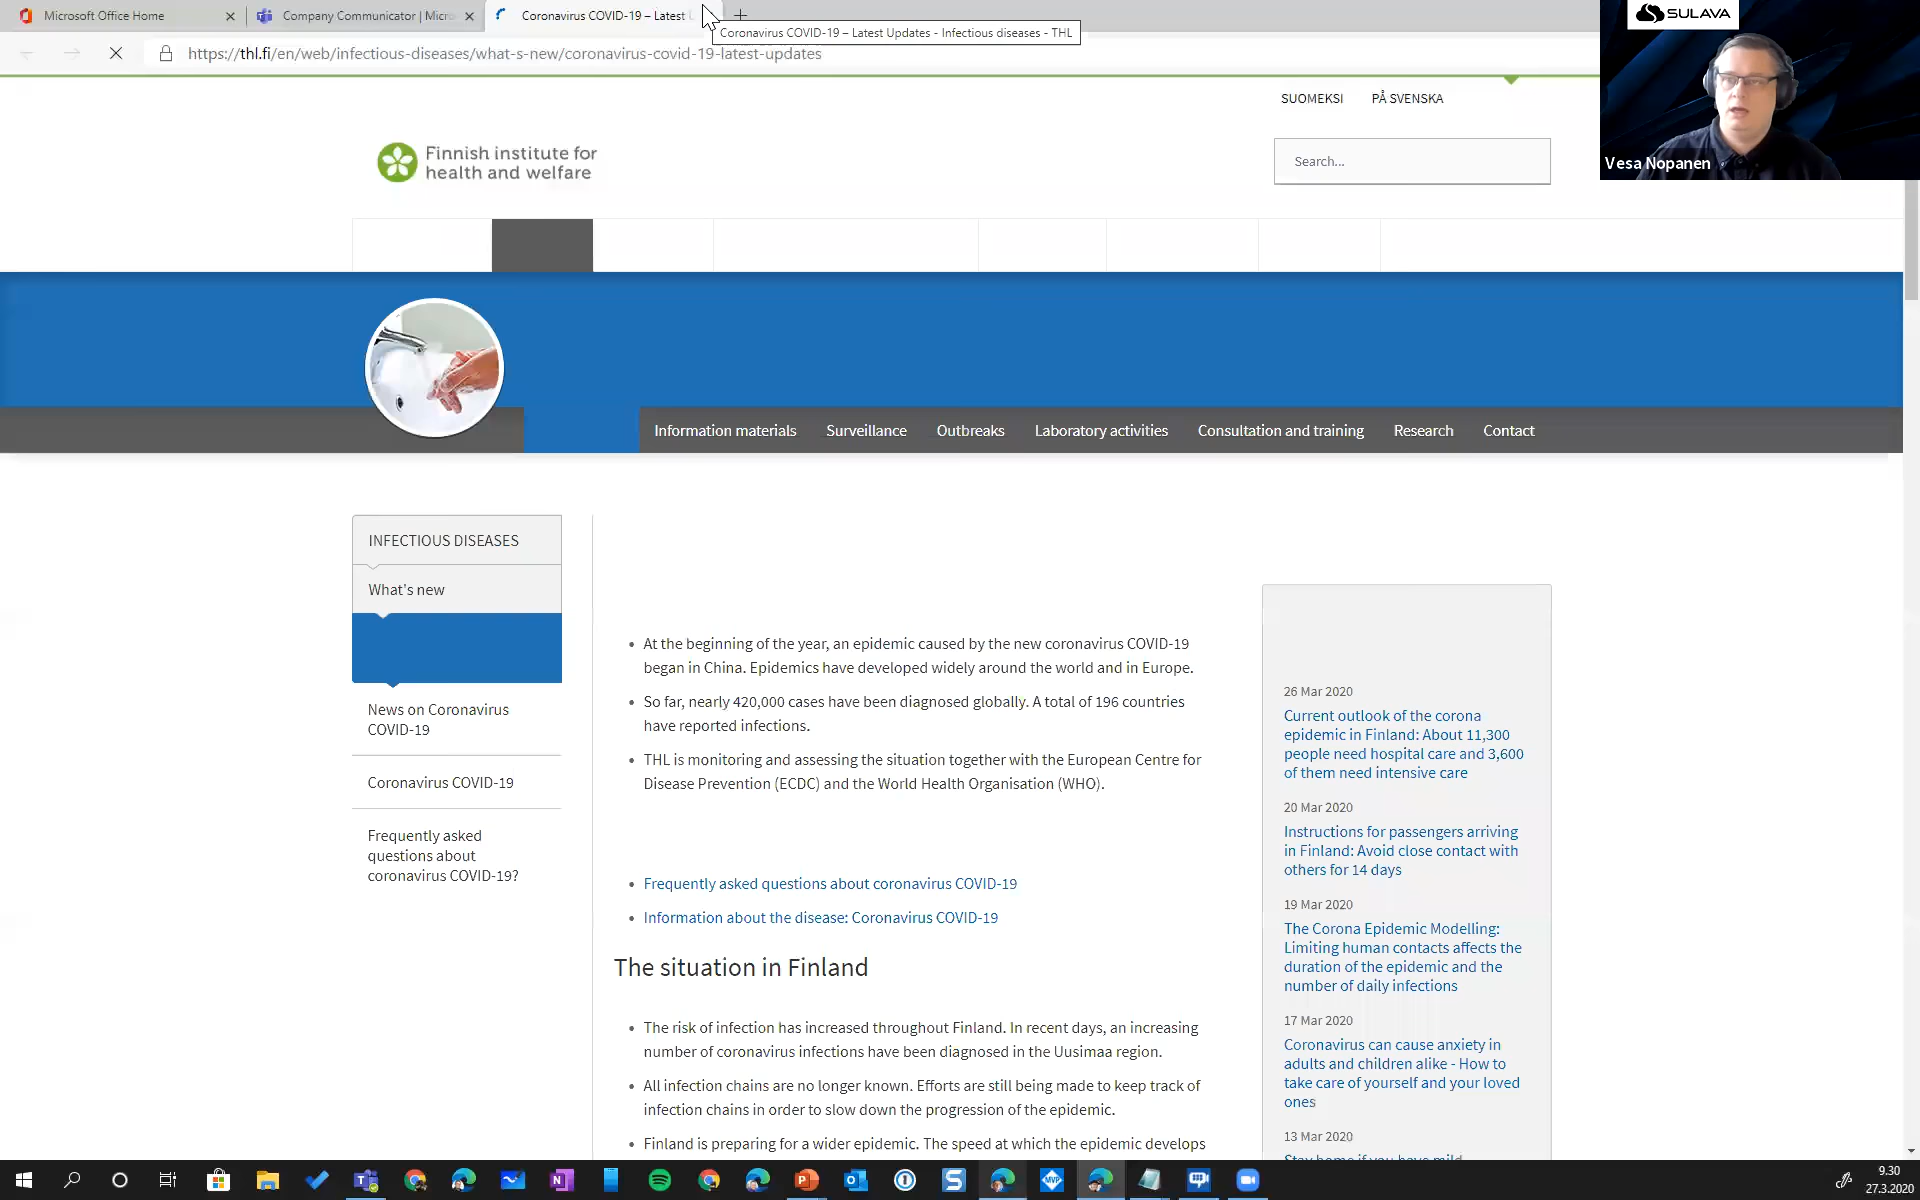 Microsoft Office Home
Company Communicator | Micro
Coronavirus COVID-19 – Latest
Coronavirus COVID-19 – Latest Updates - Infectious diseases - THL
https://thl.fi/en/web/infectious-diseases/what-s-new/coronavirus-covid-19-latest-updates
SULAVA
Vesa Nopanen
SUOMEKSI PÅ SVENSKA
Finnish institute for
health and welfare
Search...
Information materials Surveillance Outbreaks Laboratory activities Consultation and training Research Contact
INFECTIOUS DISEASES
What's new
News on Coronavirus
COVID-19
Coronavirus COVID-19
Frequently asked
questions about
coronavirus COVID-19?
• At the beginning of the year, an epidemic caused by the new coronavirus COVID-19
began in China. Epidemics have developed widely around the world and in Europe.
• So far, nearly 420,000 cases have been diagnosed globally. A total of 196 countries
have reported infections.
• THL is monitoring and assessing the situation together with the European Centre for
Disease Prevention (ECDC) and the World Health Organisation (WHO).
• Frequently asked questions about coronavirus COVID-19
• Information about the disease: Coronavirus COVID-19
The situation in Finland
• The risk of infection has increased throughout Finland. In recent days, an increasing
number of coronavirus infections have been diagnosed in the Uusimaa region.
• All infection chains are no longer known. Efforts are still being made to keep track of
infection chains in order to slow down the progression of the epidemic.
• Finland is preparing for a wider epidemic. The speed at which the epidemic develops
26 Mar 2020
Current outlook of the corona
epidemic in Finland: About 11,300
people need hospital care and 3,600
of them need intensive care
20 Mar 2020
Instructions for passengers arriving
in Finland: Avoid close contact with
others for 14 days
19 Mar 2020
The Corona Epidemic Modelling:
Limiting human contacts affects the
duration of the epidemic and the
number of daily infections
17 Mar 2020
Coronavirus can cause anxiety in
adults and children alike - How to
take care of yourself and your loved
ones
13 Mar 2020
Stay home if you have mild
9.30
27.3.2020